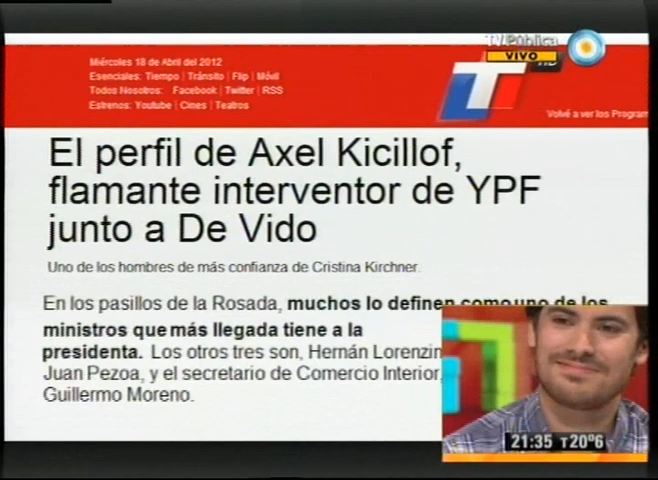 TV Pública
VIVO
HD
Miércoles 18 de Abril del 2012
Esenciales: Tiempo | Tránsito | Flip | Móvil
Todos Nosotros: Facebook | Twitter | RSS
Estrenos: Youtube | Cines | Teatros
Volvé a ver los Program
El perfil de Axel Kicillof,
flamante interventor de YPF
junto a De Vido
Uno de los hombres de más confianza de Cristina Kirchner.
En los pasillos de la Rosada, muchos lo definen como uno de los
ministros que más llegada tiene a la
presidenta. Los otros tres son, Hernán Lorenzin
Juan Pezoa, y el secretario de Comercio Interior,
Guillermo Moreno.
21:35 T20º6